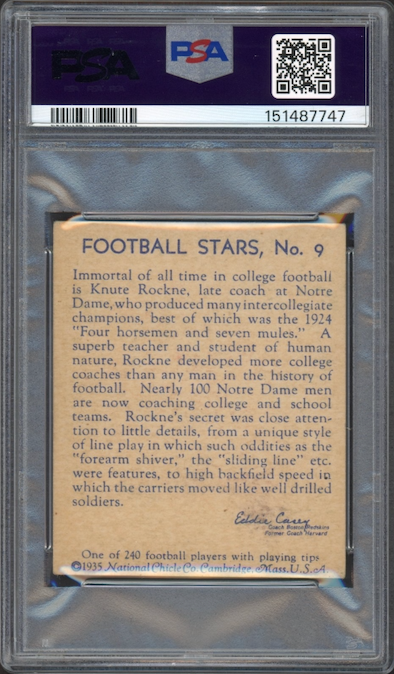 PSA
PSA
151487747
FOOTBALL STARS, No. 9
Immortal of all time in college football
is Knute Rockne, late coach at Notre
Dame, who produced many intercollegiate
champions, best of which was the 1924
"Four horsemen and seven mules." A
superb teacher and student of human
nature, Rockne developed more college
coaches than any man in the history of
football. Nearly 100 Notre Dame men
are now coaching college and school
teams. Rockne's secret was close atten-
tion to little details, from a unique style
of line play in which such oddities as the
"forearm shiver," the "sliding line" etc.
were features, to high backfield speed in
which the carriers moved like well drilled
soldiers.
Eddie Casey
Coach Boston Redskins
Former Coach Harvard
One of 240 football players with playing tips
©1935 National Chicle Co. Cambridge, Mass. U.S.A